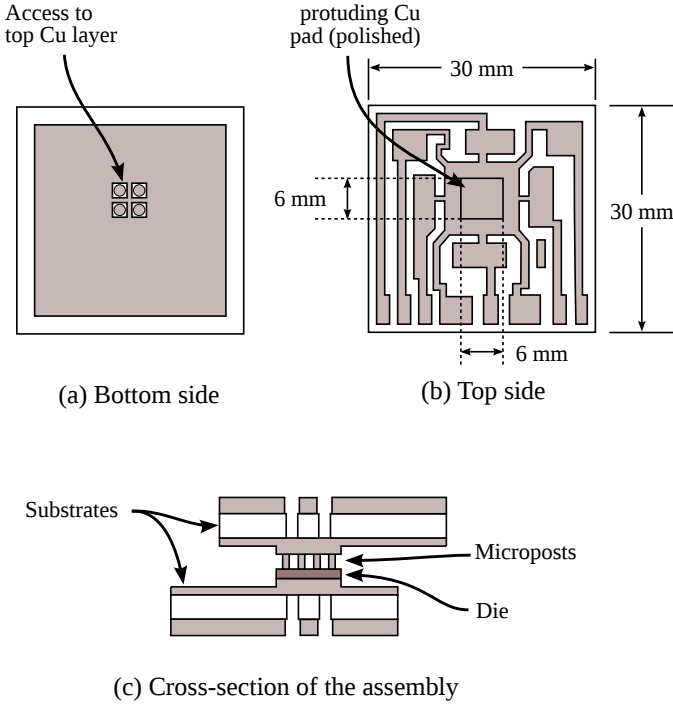 Access to
top Cu layer
protuding Cu
pad (polished)
30 mm
6 mm
30 mm
6 mm
(a) Bottom side
(b) Top side
Substrates
Microposts
Die
(c) Cross-section of the assembly